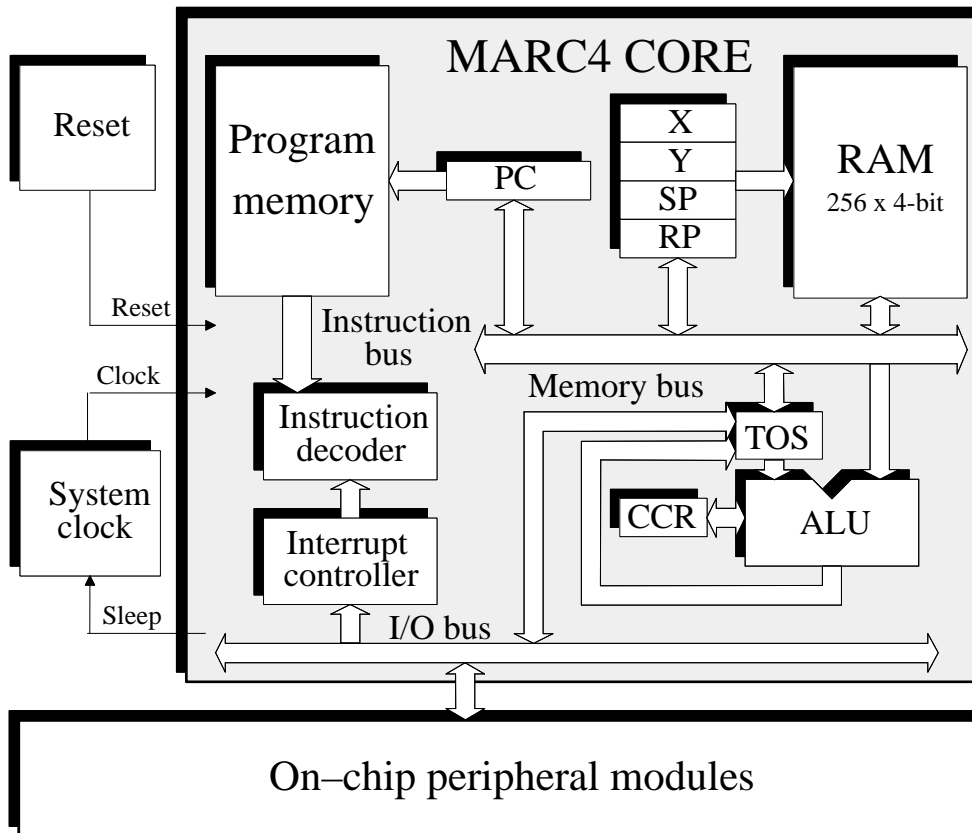 MARC4 CORE
Reset
Program
memory
PC
X
Y
SP
RP
RAM
256 x 4-bit
Reset
Instruction
bus
Clock
Memory bus
Instruction
decoder
TOS
System
clock
CCR
ALU
Interrupt
controller
Sleep
I/O bus
On–chip peripheral modules